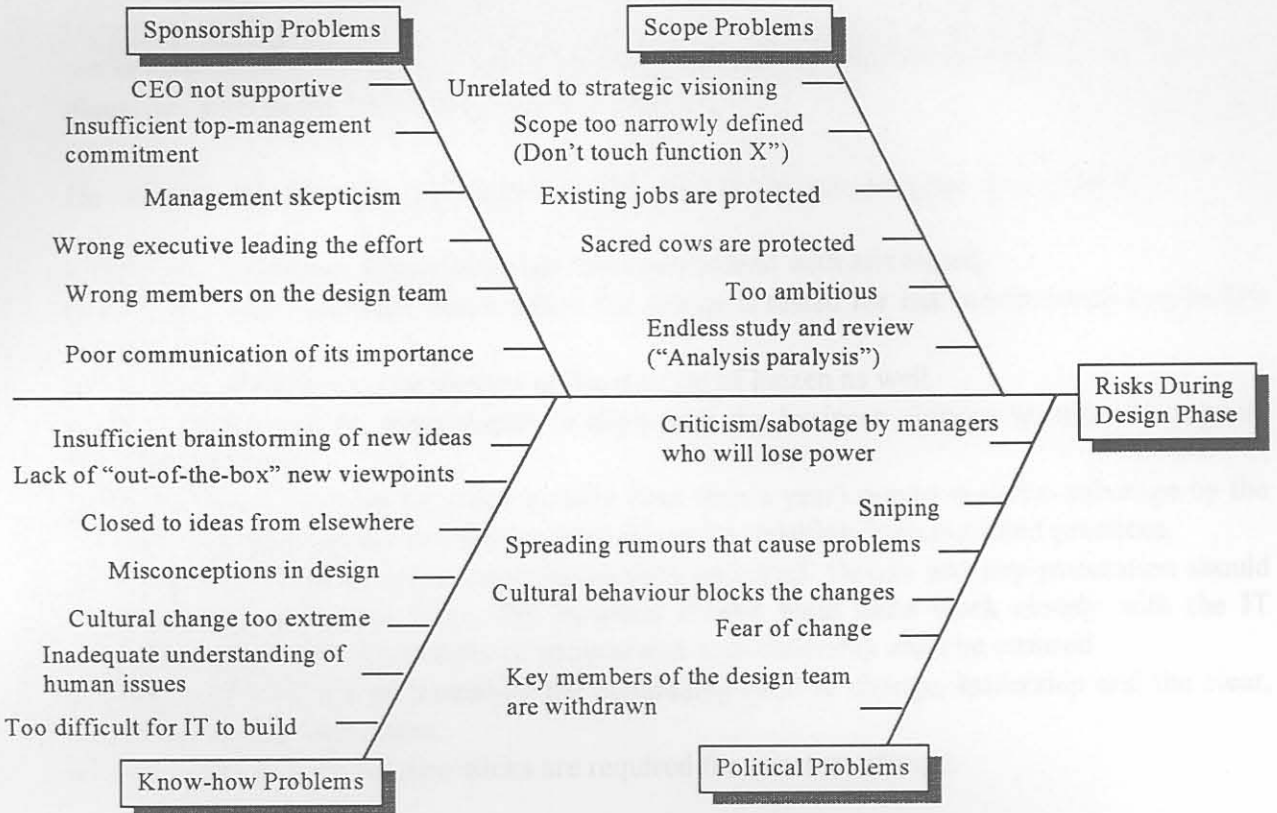 Sponsorship Problems
CEO not supportive
Insufficient top-management
commitment
Management skepticism
Wrong executive leading the effort
Wrong members on the design team
Poor communication of its importance
Scope Problems
Unrelated to strategic visioning
Scope too narrowly defined
(Don't touch function X”)
Existing jobs are protected
Sacred cows are protected
Too ambitious
Endless study and review
(“Analysis paralysis”)
Risks During
Design Phase
Insufficient brainstorming of new ideas
Lack of “out-of-the-box” new viewpoints
Closed to ideas from elsewhere
Misconceptions in design
Cultural change too extreme
Inadequate understanding of
human issues
Too difficult for IT to build
Know-how Problems
Criticism/sabotage by managers
who will lose power
Sniping
Spreading rumours that cause problems
Cultural behaviour blocks the changes
Fear of change
Key members of the design team
are withdrawn
Political Problems